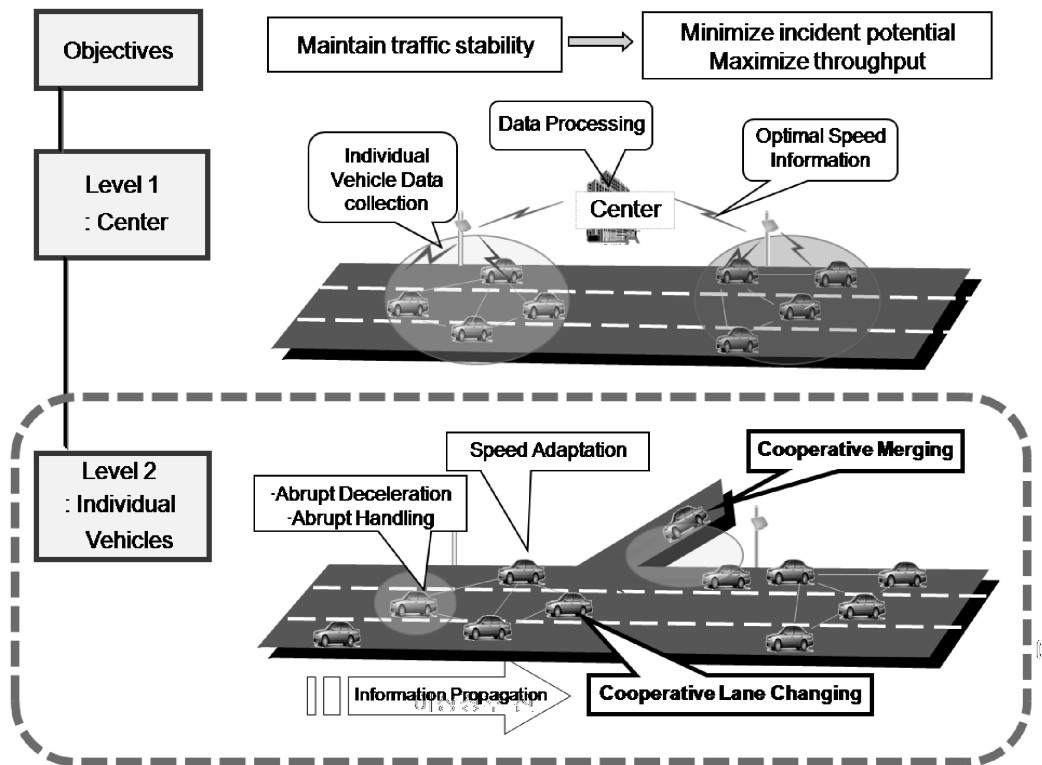 Objectives
Maintain traffic stability
Minimize incident potential
Maximize throughput
Data Processing
Individual
Vehicle Data
collection
Optimal Speed
Information
Level 1
: Center
Center
Level 2
: Individual
Vehicles
Speed Adaptation
Cooperative Merging
-Abrupt Deceleration
-Abrupt Handling
Information Propagation
Cooperative Lane Changing